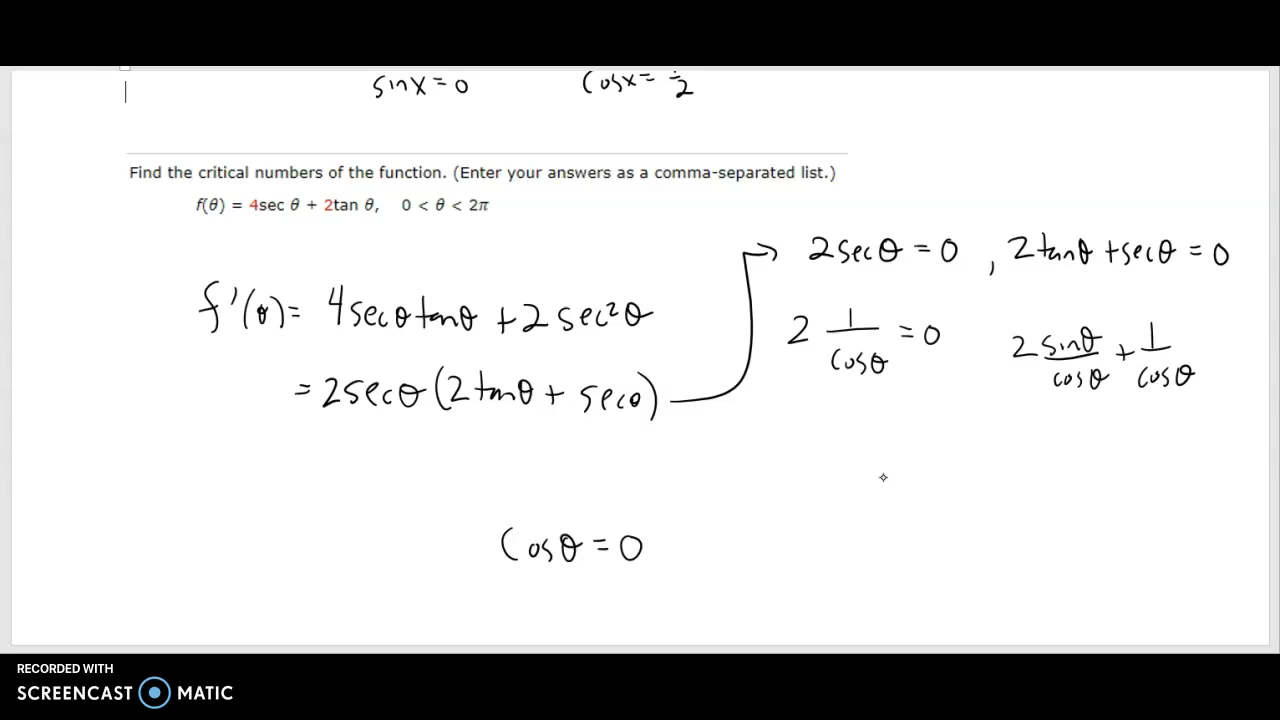 sinx=0 cosx=-½
Find the critical numbers of the function. (Enter your answers as a comma-separated list.)
f(θ) = 4sec θ + 2tan θ, 0 < θ < 2π
f'(θ)= 4secθtanθ + 2sec²θ
= 2secθ(2tanθ + secθ)
2secθ = 0 , 2tanθ + secθ = 0
2 1/cosθ = 0 2 sinθ/cosθ + 1/cosθ
cosθ = 0
RECORDED WITH
SCREENCAST MATIC